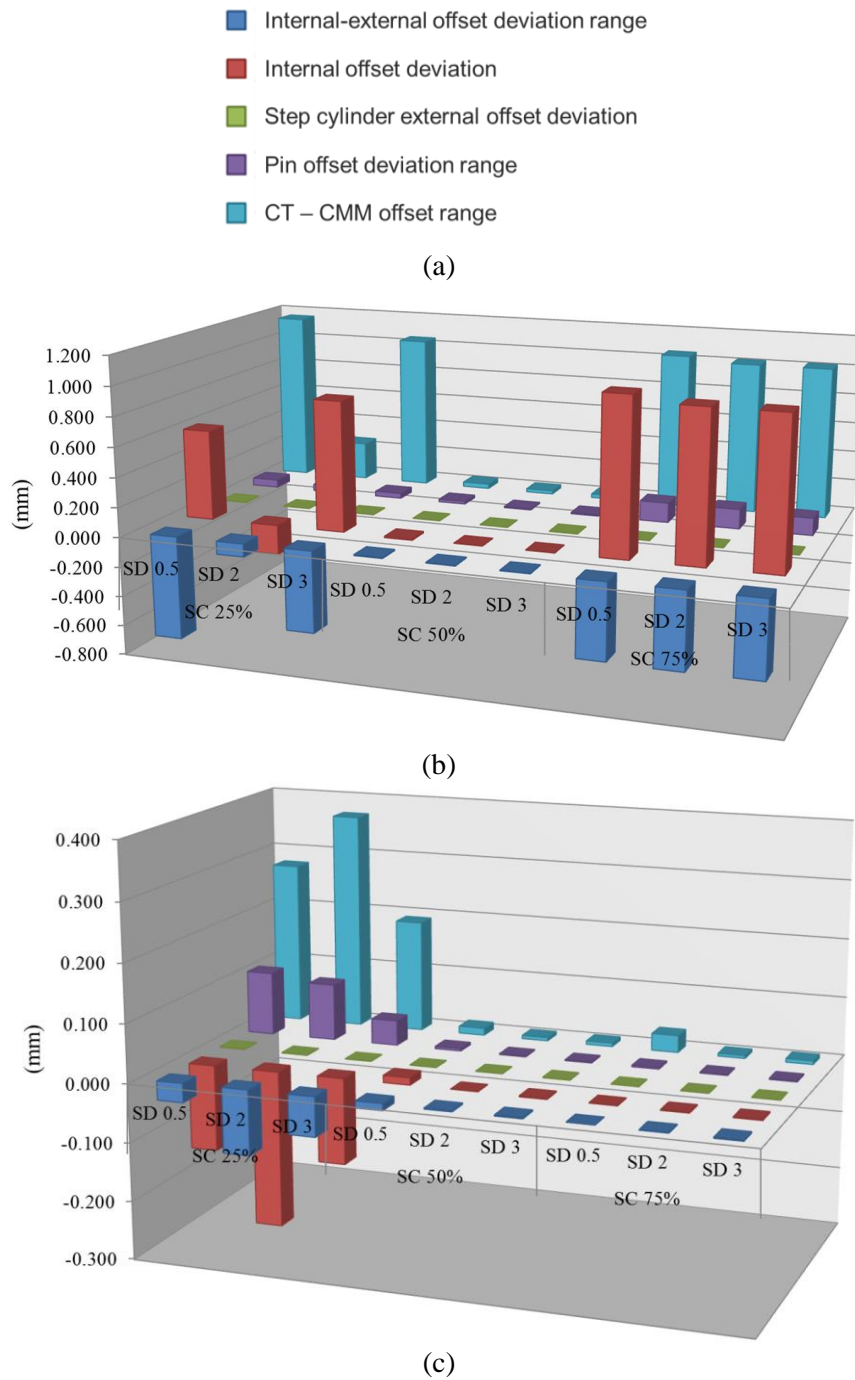 Internal-external offset deviation range
Internal offset deviation
Step cylinder external offset deviation
Pin offset deviation range
CT – CMM offset range
(a)
1.200
1.000
0.800
0.600
0.400
0.200
0.000
-0.200
-0.400
-0.600
-0.800
(mm)
SD 0.5
SD 2
SD 3
SD 0.5
SD 2
SD 3
SD 0.5
SD 2
SD 3
SC 25%
SC 50%
SC 75%
(b)
0.400
0.300
0.200
0.100
0.000
-0.100
-0.200
-0.300
(mm)
SD 0.5
SD 2
SD 3
SD 0.5
SD 2
SD 3
SD 0.5
SD 2
SD 3
SC 25%
SC 50%
SC 75%
(c)